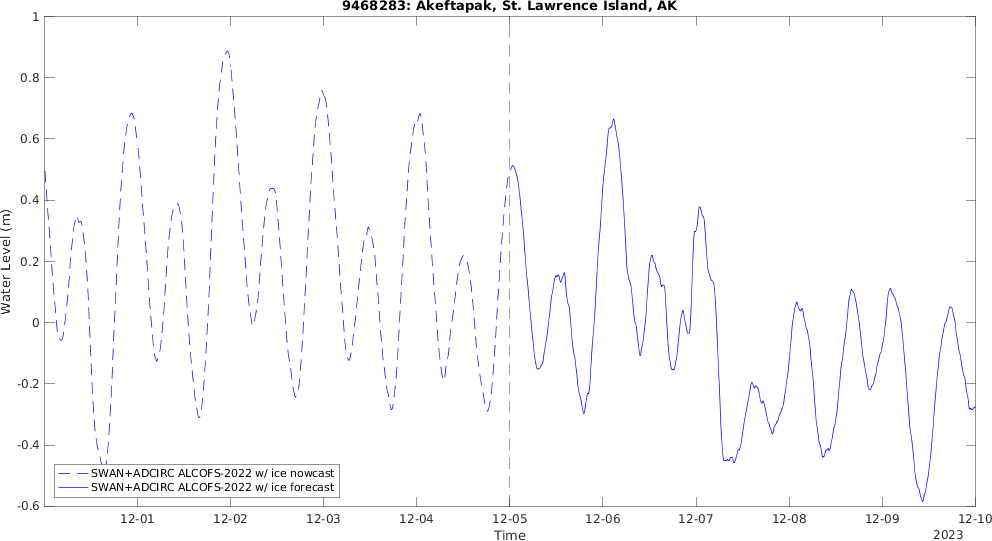 9468283: Akeftapak, St. Lawrence Island, AK
1
0.8
0.6
0.4
0.2
0
-0.2
-0.4
-0.6
Water Level (m)
SWAN+ADCIRC ALCOFS-2022 w/ ice nowcast
SWAN+ADCIRC ALCOFS-2022 w/ ice forecast
12-01 12-02 12-03 12-04 12-05 12-06 12-07 12-08 12-09 12-10
Time
2023